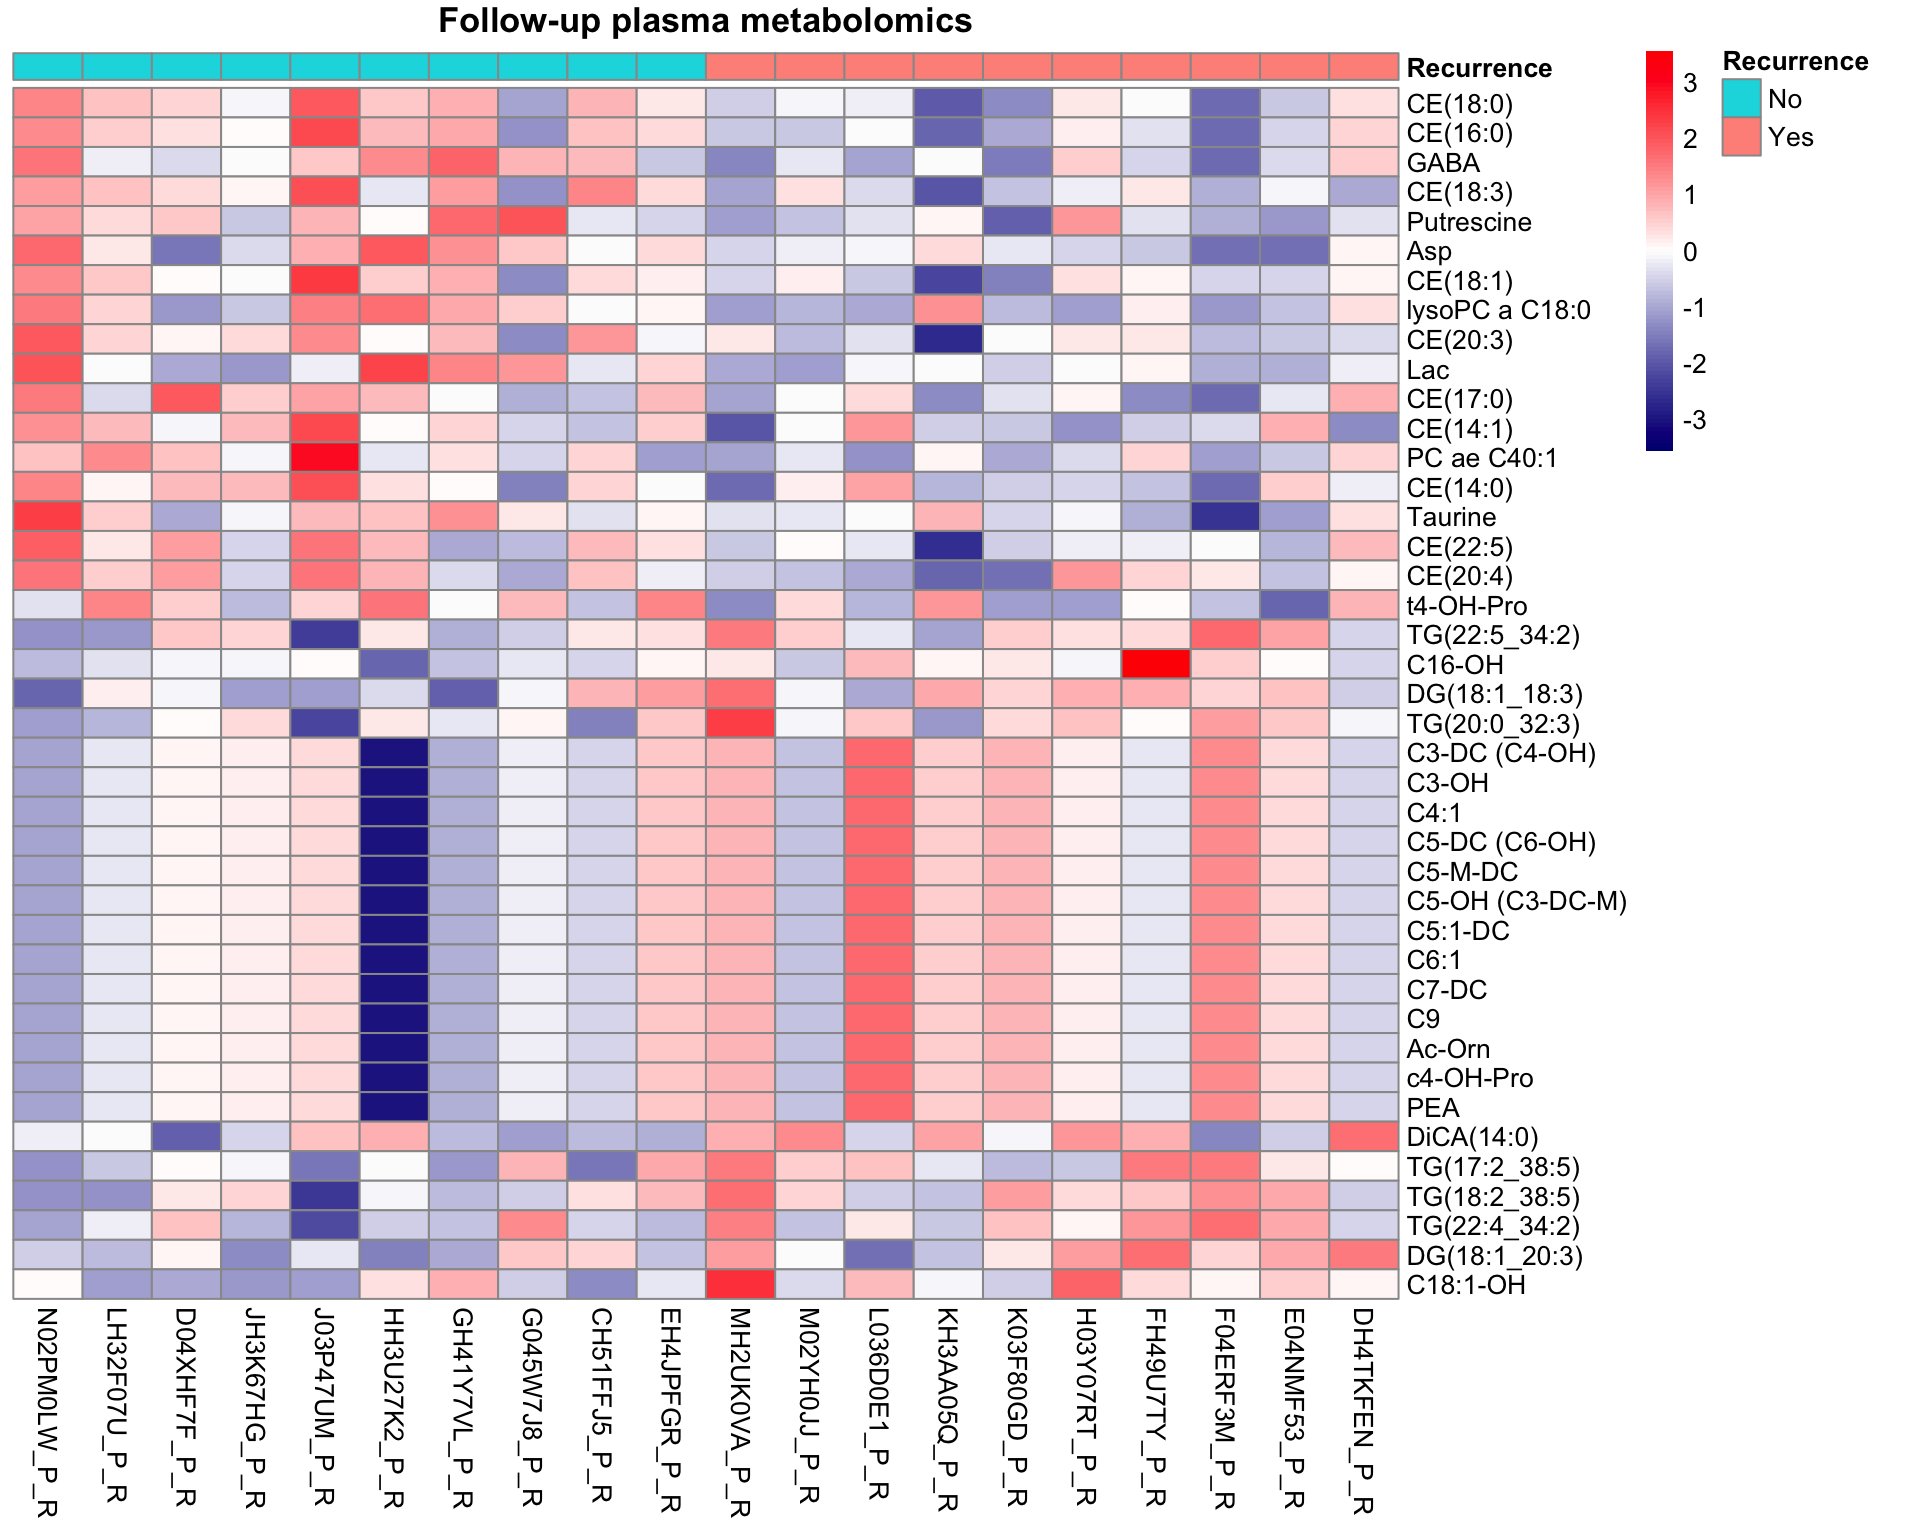 Follow-up plasma metabolomics
Recurrence
CE(18:0)
CE(16:0)
GABA
CE(18:3)
Putrescine
Asp
CE(18:1)
lysoPC a C18:0
CE(20:3)
Lac
CE(17:0)
CE(14:1)
PC ae C40:1
CE(14:0)
Taurine
CE(22:5)
CE(20:4)
t4-OH-Pro
TG(22:5_34:2)
C16-OH
DG(18:1_18:3)
TG(20:0_32:3)
C3-DC (C4-OH)
C3-OH
C4:1
C5-DC (C6-OH)
C5-M-DC
C5-OH (C3-DC-M)
C5:1-DC
C6:1
C7-DC
C9
Ac-Orn
c4-OH-Pro
PEA
DiCA(14:0)
TG(17:2_38:5)
TG(18:2_38:5)
TG(22:4_34:2)
DG(18:1_20:3)
C18:1-OH
N02PM0LW_P_R
LH32F07U_P_R
D04XHF7F_P_R
JH3K67HG_P_R
J03P47UM_P_R
HH3U27K2_P_R
GH41Y7VL_P_R
G045W7J8_P_R
CH51FFJ5_P_R
EH4JPFGR_P_R
MH2UK0VA_P_R
M02YH0JJ_P_R
L036D0E1_P_R
KH3AA05Q_P_R
K03F80GD_P_R
H03Y07RT_P_R
FH49U7TY_P_R
F04ERF3M_P_R
E04NMF53_P_R
DH4TKFEN_P_R
3
2
1
0
-1
-2
-3
Recurrence
No
Yes